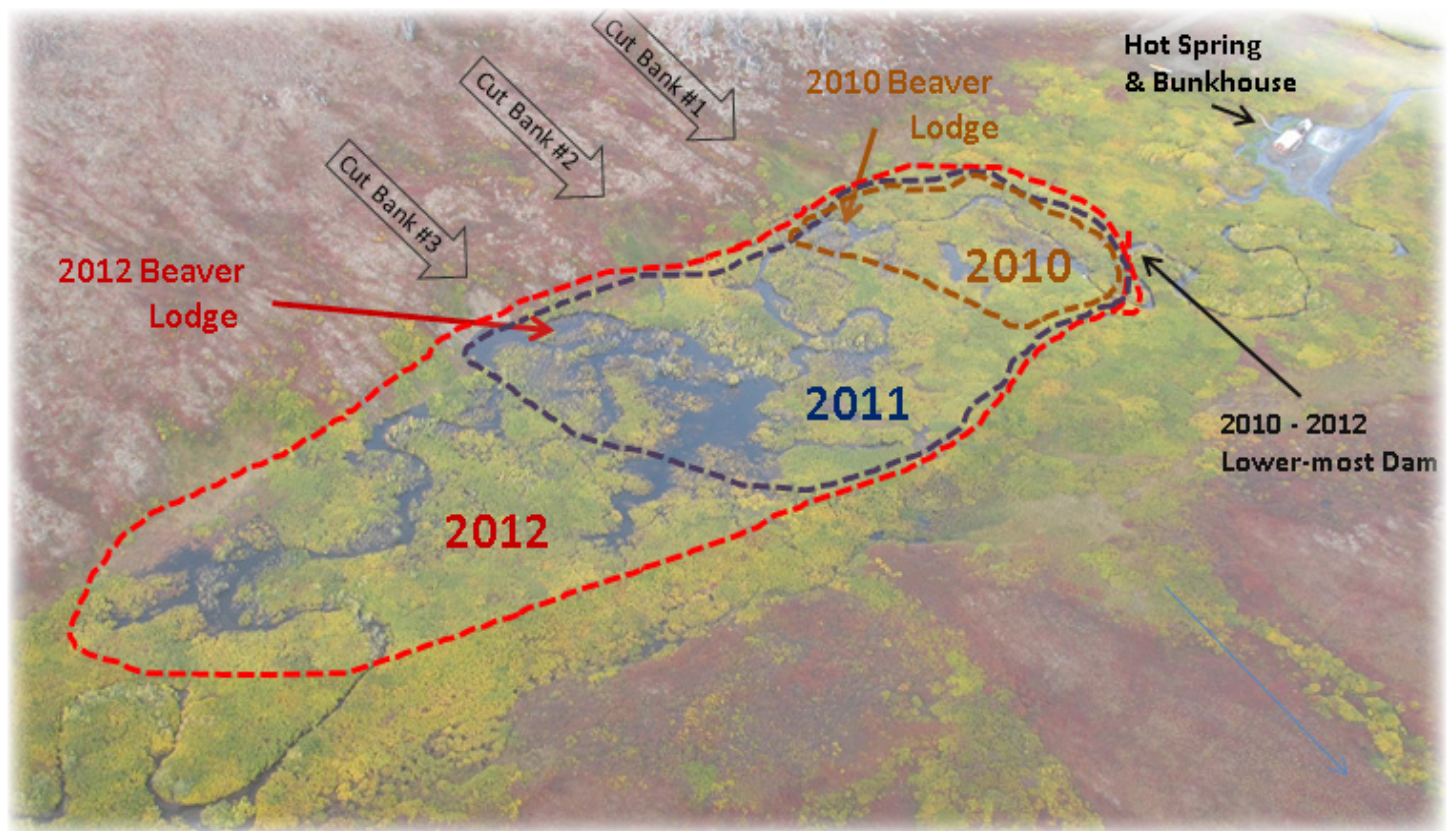 Cut Bank #1
Hot Spring
& Bunkhouse
2010 Beaver
Lodge
Cut Bank #2
Cut Bank #3
2012 Beaver
Lodge
2010
2011
2010 - 2012
Lower-most Dam
2012